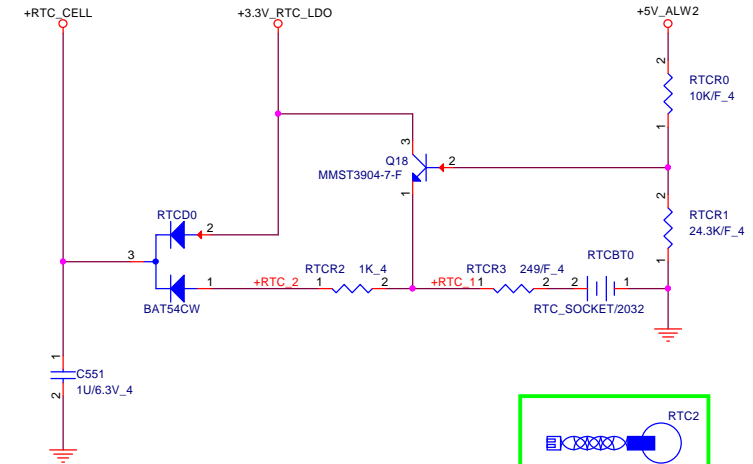 +RTC_CELL
+3.3V_RTC_LDO
+5V_ALW2
2
RTCR0
10K/F_4
1
3
Q18
MMST3904-7-F
2
1
2
RTCR1
24.3K/F_4
1
RTCD0
2
3
1
BAT54CW
+RTC_2
RTCR2 1K_4
1
2
+RTC_1
RTCR3 249/F_4
1
2
RTCBT0
2
1
RTC_SOCKET/2032
1
C551
1U/6.3V_4
2
RTC2